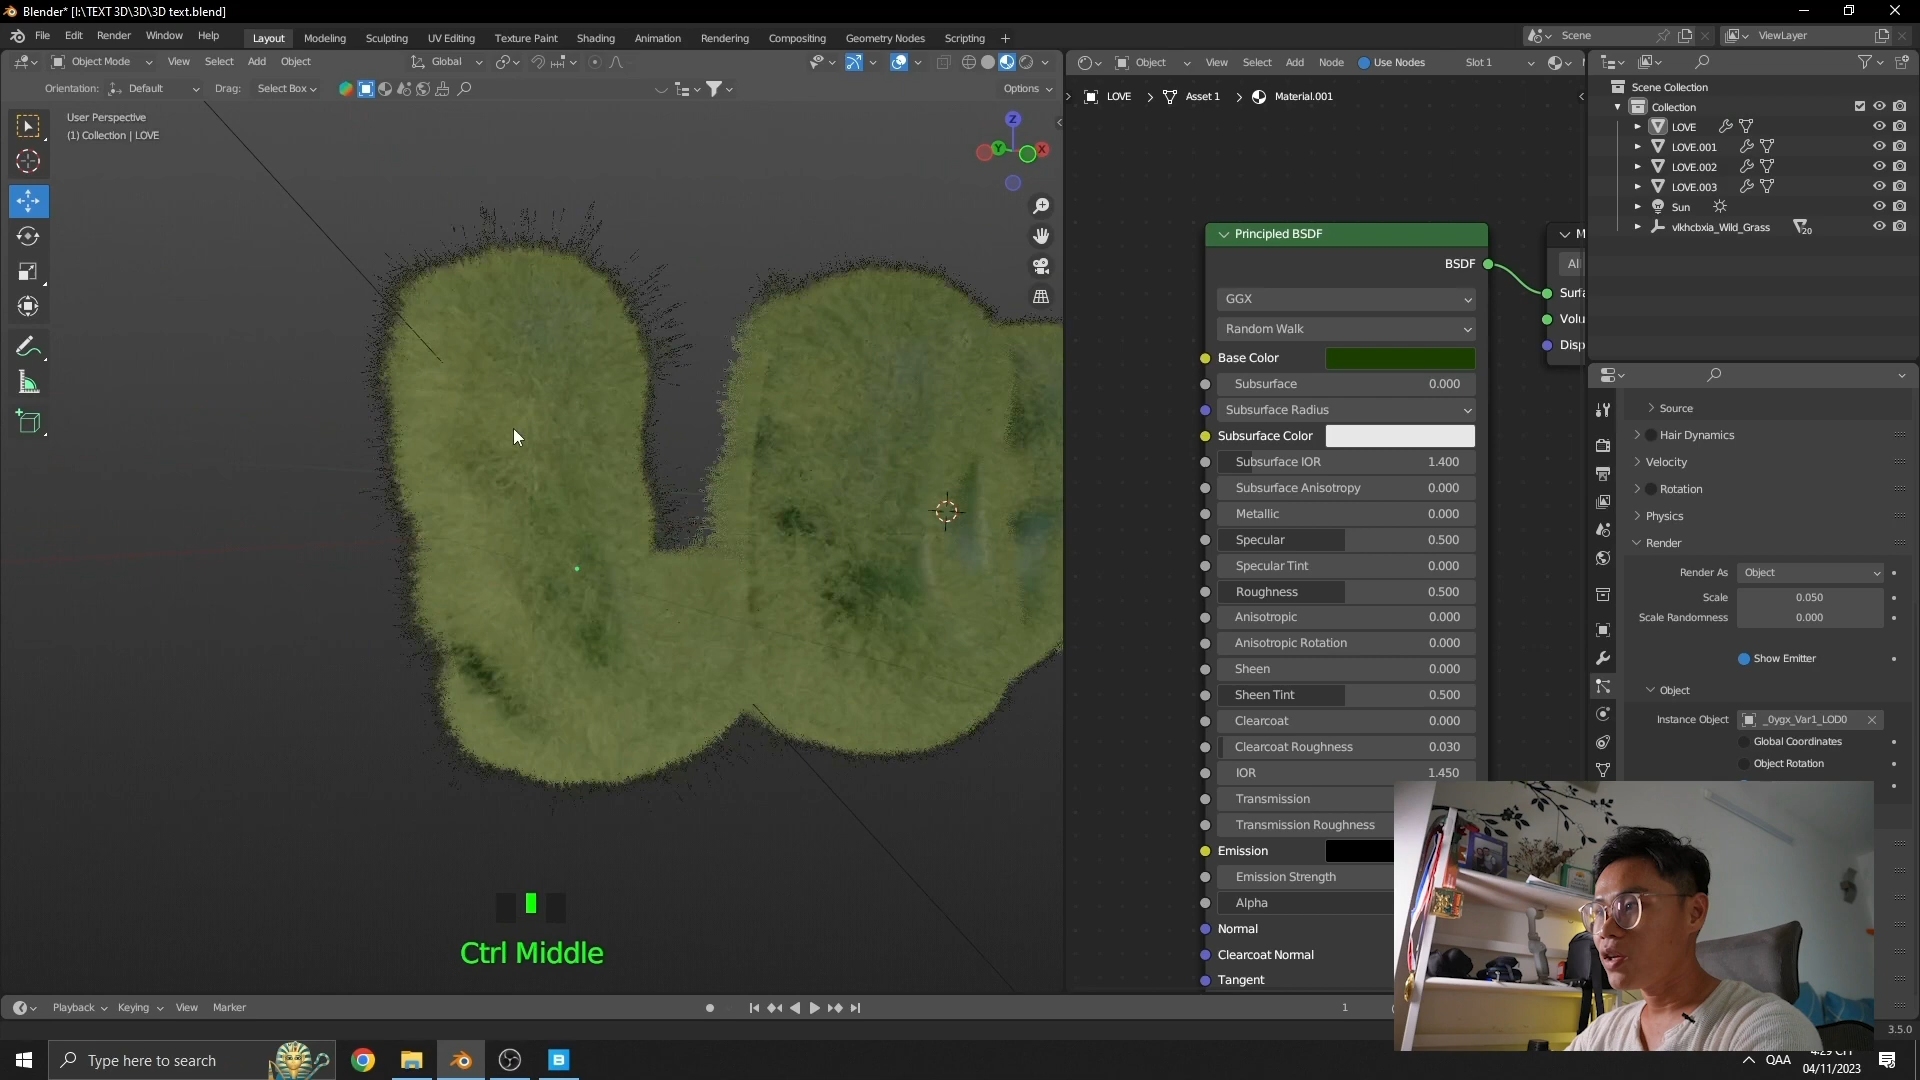 Blender* [I:\TEXT 3D\3D\3D text.blend]
File Edit Render Window Help
Layout Modeling Sculpting UV Editing Texture Paint Shading Animation Rendering Compositing Geometry Nodes Scripting +
Scene
ViewLayer
Object Mode View Select Add Object
Global
Object View Select Add Node Use Nodes Slot 1
Orientation: Default Drag: Select Box
Options
User Perspective
(1) Collection | LOVE
Z
Y
X
LOVE > Asset 1 > Material.001
Principled BSDF
BSDF
GGX
Random Walk
Base Color
Subsurface 0.000
Subsurface Radius
Subsurface Color
Subsurface IOR 1.400
Subsurface Anisotropy 0.000
Metallic 0.000
Specular 0.500
Specular Tint 0.000
Roughness 0.500
Anisotropic 0.000
Anisotropic Rotation 0.000
Sheen 0.000
Sheen Tint 0.500
Clearcoat 0.000
Clearcoat Roughness 0.030
IOR 1.450
Transmission
Transmission Roughness
Emission
Emission Strength
Alpha
Normal
Clearcoat Normal
Tangent
M
Al
Surfa
Volu
Disp
Scene Collection
Collection
LOVE
LOVE.001
LOVE.002
LOVE.003
Sun
vlkhcbxia_Wild_Grass 20
Source
Hair Dynamics
Velocity
Rotation
Physics
Render
Render As Object
Scale 0.050
Scale Randomness 0.000
Show Emitter
Object
Instance Object _0ygx_Var1_LOD0
Global Coordinates
Object Rotation
Ctrl Middle
Playback Keying View Marker
1
3.5.0
Type here to search
QAA
04/11/2023